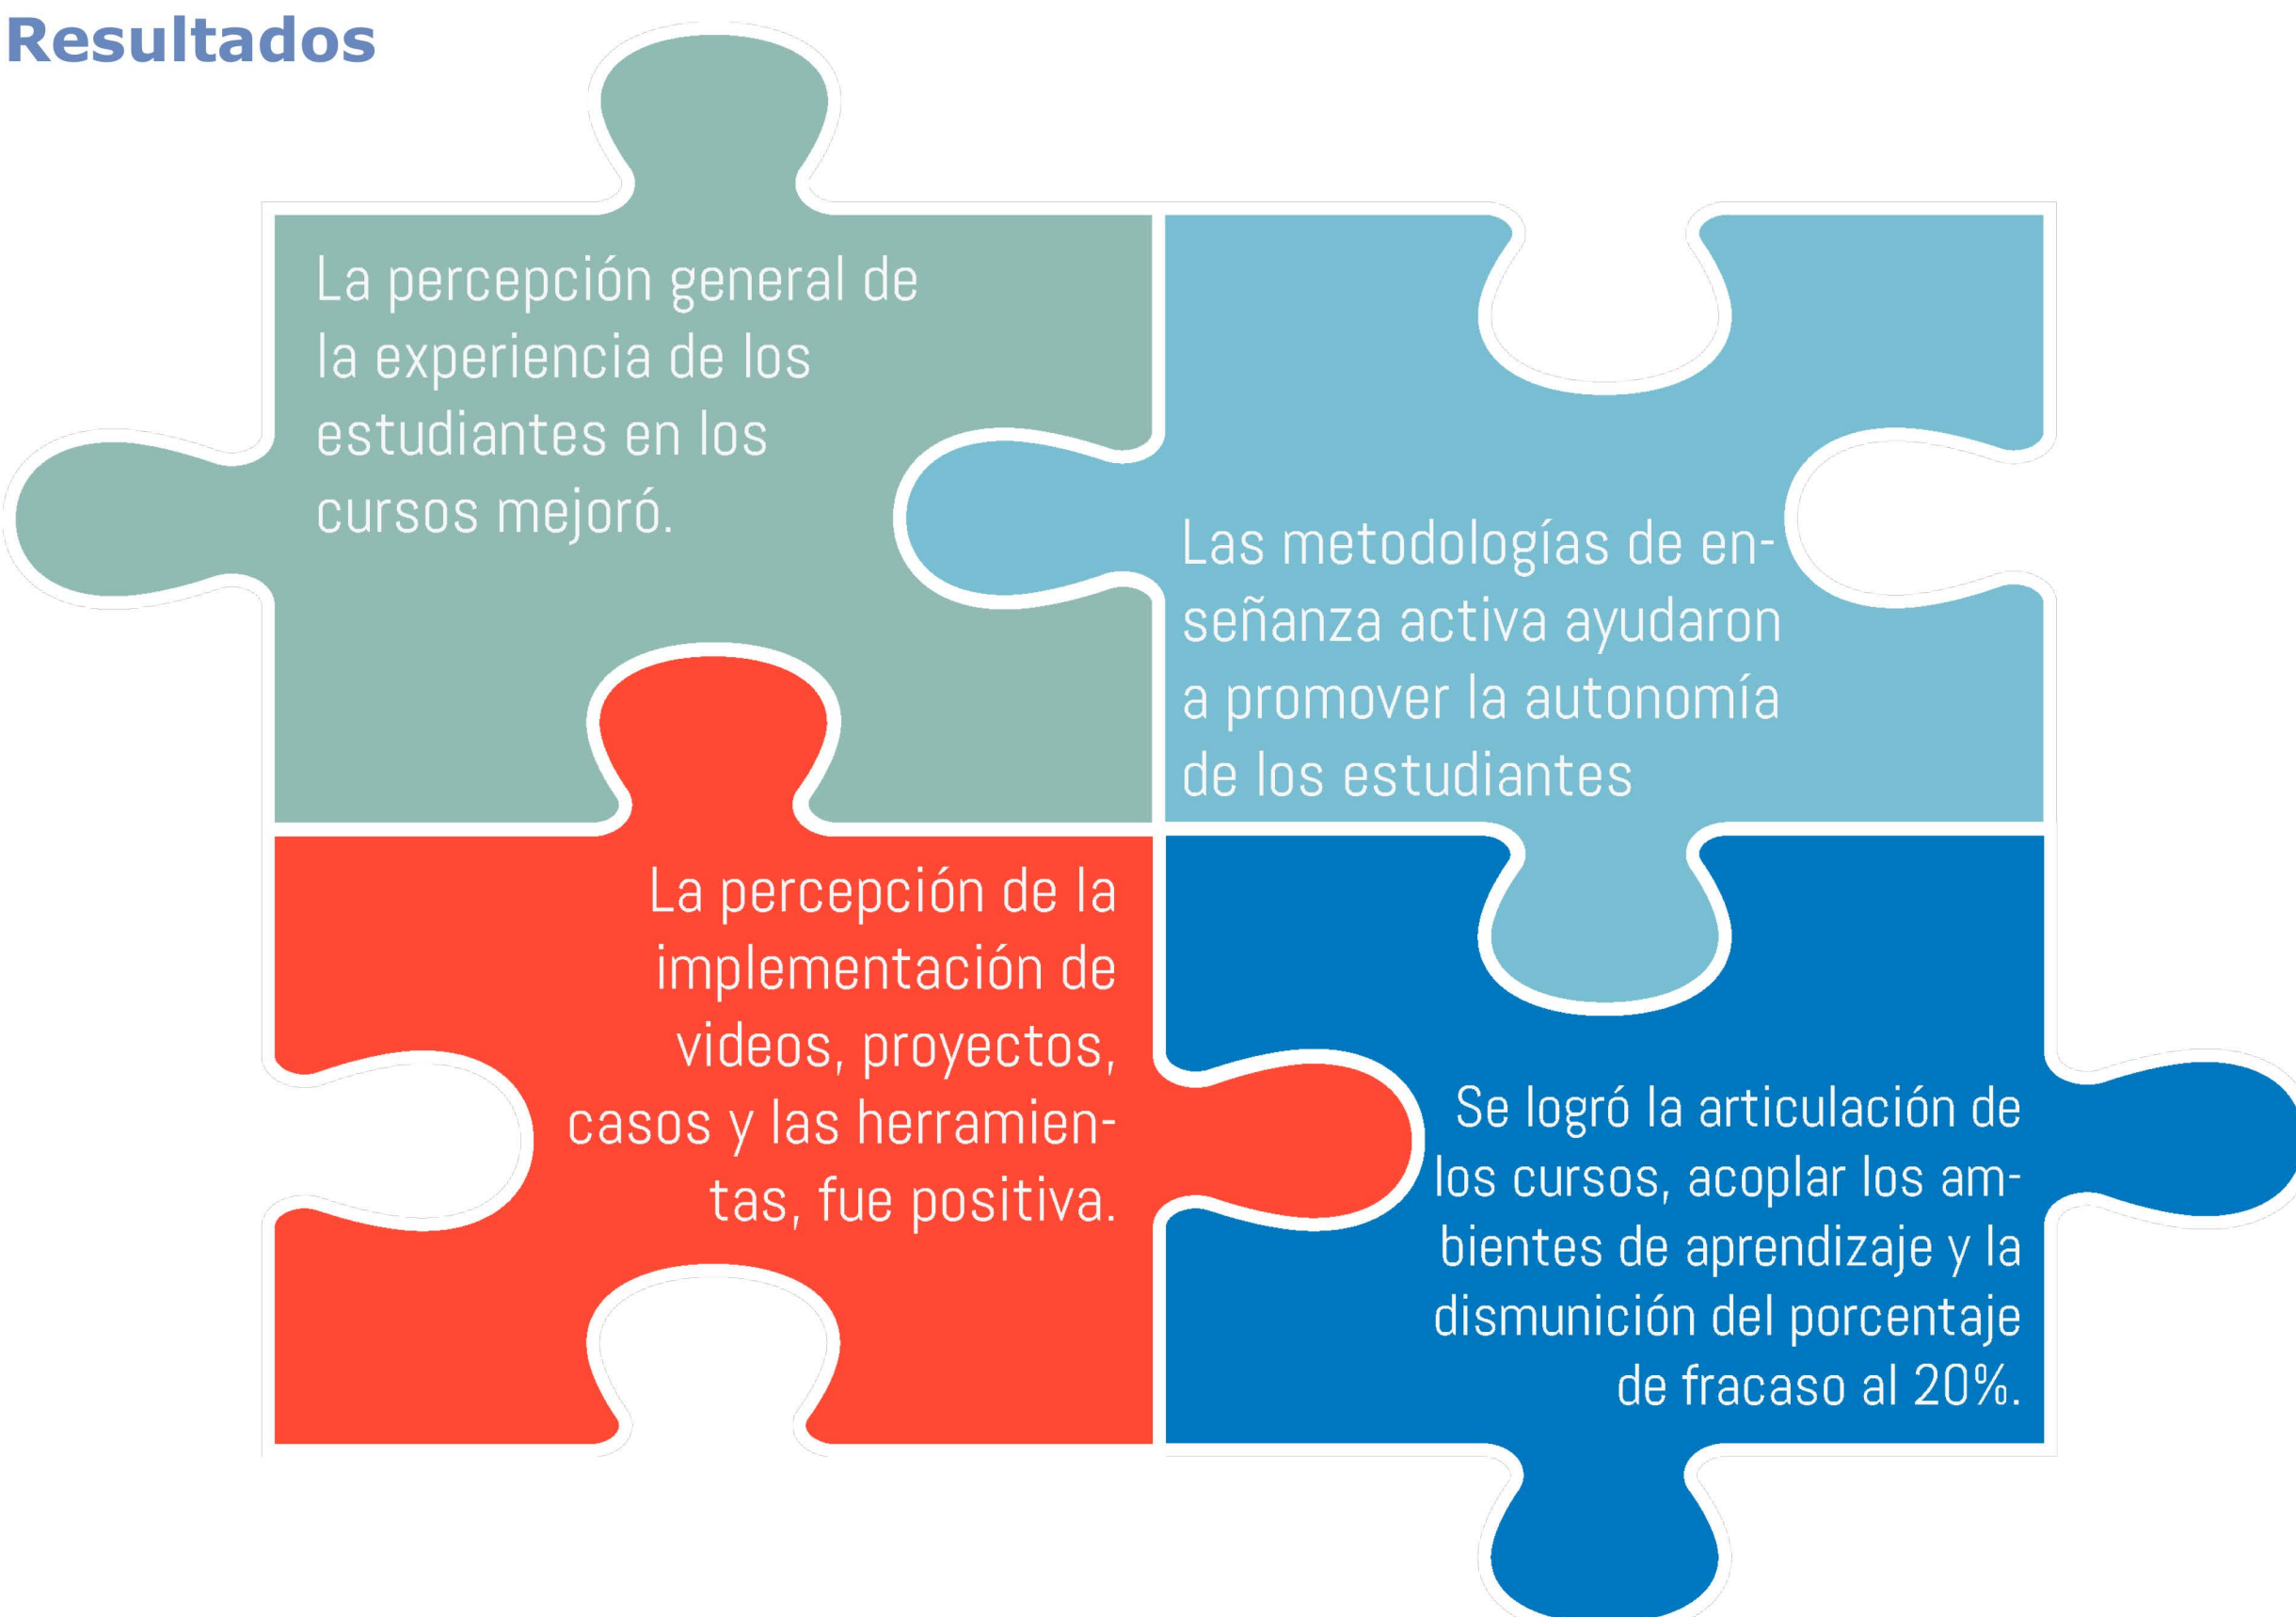 Resultados
La percepción general de
la experiencia de los
estudiantes en los
cursos mejoró.
Las metodologías de en-
señanza activa ayudaron
a promover la autonomía
de los estudiantes
La percepción de la
implementación de
videos, proyectos,
casos y las herramien-
tas, fue positiva.
Se logró la articulación de
los cursos, acoplar los am-
bientes de aprendizaje y la
dismunición del porcentaje
de fracaso al 20%.